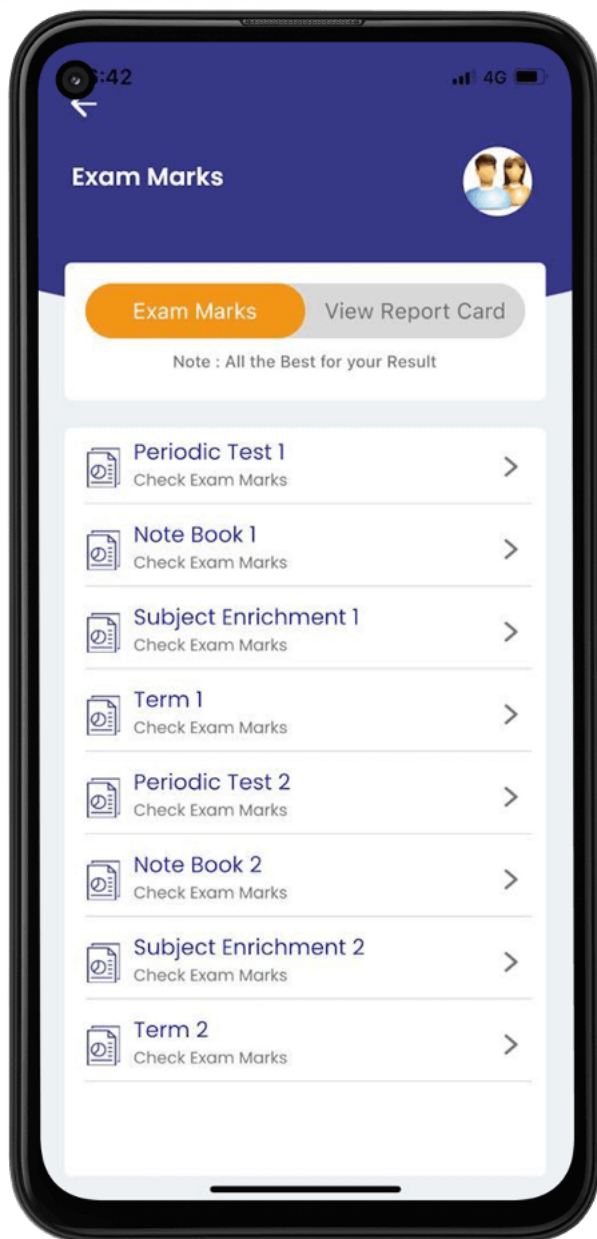 :42
4G
Exam Marks
Exam Marks
View Report Card
Note : All the Best for your Result
Periodic Test 1
Check Exam Marks
Note Book 1
Check Exam Marks
Subject Enrichment 1
Check Exam Marks
Term 1
Check Exam Marks
Periodic Test 2
Check Exam Marks
Note Book 2
Check Exam Marks
Subject Enrichment 2
Check Exam Marks
Term 2
Check Exam Marks